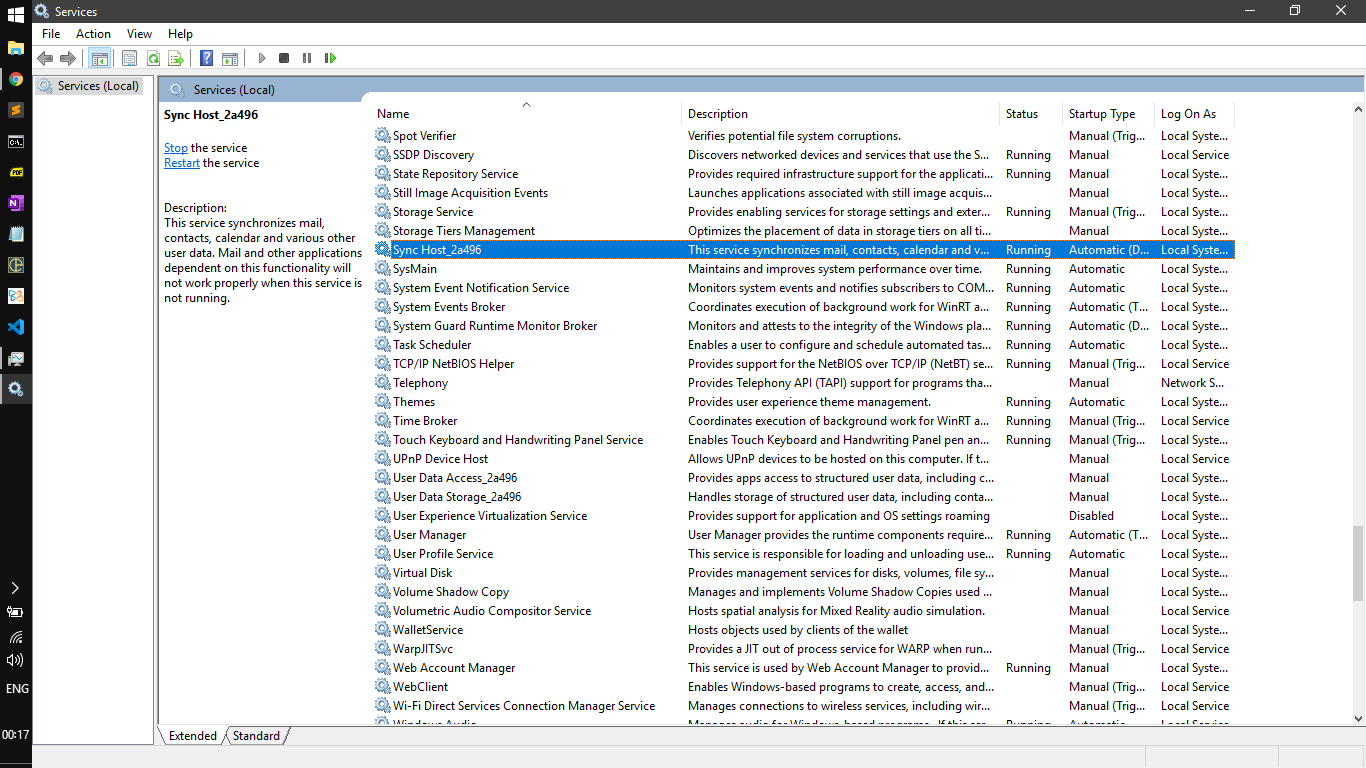 Services
File Action View Help
Services (Local)
Services (Local)
Sync Host_2a496
Stop the service
Restart the service
Description:
This service synchronizes mail,
contacts, calendar and various other
user data. Mail and other applications
dependent on this functionality will
not work properly when this service is
not running.
Name Description Status Startup Type Log On As
Spot Verifier Verifies potential file system corruptions. Manual (Trig... Local Syste...
SSDP Discovery Discovers networked devices and services that use the S... Running Manual Local Service
State Repository Service Provides required infrastructure support for the applicati... Running Manual Local Syste...
Still Image Acquisition Events Launches applications associated with still image acquis... Manual Local Syste...
Storage Service Provides enabling services for storage settings and exter... Running Manual (Trig... Local Syste...
Storage Tiers Management Optimizes the placement of data in storage tiers on all ti... Manual Local Syste...
Sync Host_2a496 This service synchronizes mail, contacts, calendar and v... Running Automatic (D... Local Syste...
SysMain Maintains and improves system performance over time. Running Automatic Local Syste...
System Event Notification Service Monitors system events and notifies subscribers to COM... Running Automatic Local Syste...
System Events Broker Coordinates execution of background work for WinRT a... Running Automatic (T... Local Syste...
System Guard Runtime Monitor Broker Monitors and attests to the integrity of the Windows pla... Running Automatic (D... Local Syste...
Task Scheduler Enables a user to configure and schedule automated tas... Running Automatic Local Syste...
TCP/IP NetBIOS Helper Provides support for the NetBIOS over TCP/IP (NetBT) se... Running Manual (Trig... Local Service
Telephony Provides Telephony API (TAPI) support for programs tha... Manual Network S...
Themes Provides user experience theme management. Running Automatic Local Syste...
Time Broker Coordinates execution of background work for WinRT a... Running Manual (Trig... Local Service
Touch Keyboard and Handwriting Panel Service Enables Touch Keyboard and Handwriting Panel pen an... Running Manual (Trig... Local Syste...
UPnP Device Host Allows UPnP devices to be hosted on this computer. If t... Manual Local Service
User Data Access_2a496 Provides apps access to structured user data, including c... Manual Local Syste...
User Data Storage_2a496 Handles storage of structured user data, including conta... Manual Local Syste...
User Experience Virtualization Service Provides support for application and OS settings roaming Disabled Local Syste...
User Manager User Manager provides the runtime components require... Running Automatic (T... Local Syste...
User Profile Service This service is responsible for loading and unloading use... Running Automatic Local Syste...
Virtual Disk Provides management services for disks, volumes, file sy... Manual Local Syste...
Volume Shadow Copy Manages and implements Volume Shadow Copies used ... Manual Local Syste...
Volumetric Audio Compositor Service Hosts spatial analysis for Mixed Reality audio simulation. Manual Local Service
WalletService Hosts objects used by clients of the wallet Manual Local Syste...
WarpJITSvc Provides a JIT out of process service for WARP when run... Manual (Trig... Local Service
Web Account Manager This service is used by Web Account Manager to provid... Running Manual Local Syste...
WebClient Enables Windows-based programs to create, access, and... Manual (Trig... Local Service
Wi-Fi Direct Services Connection Manager Service Manages connections to wireless services, including wir... Manual (Trig... Local Service
Windows Audio Manages audio for Windows-based programs. If this ser... Running Automatic Local Service
Extended Standard
ENG
00:17